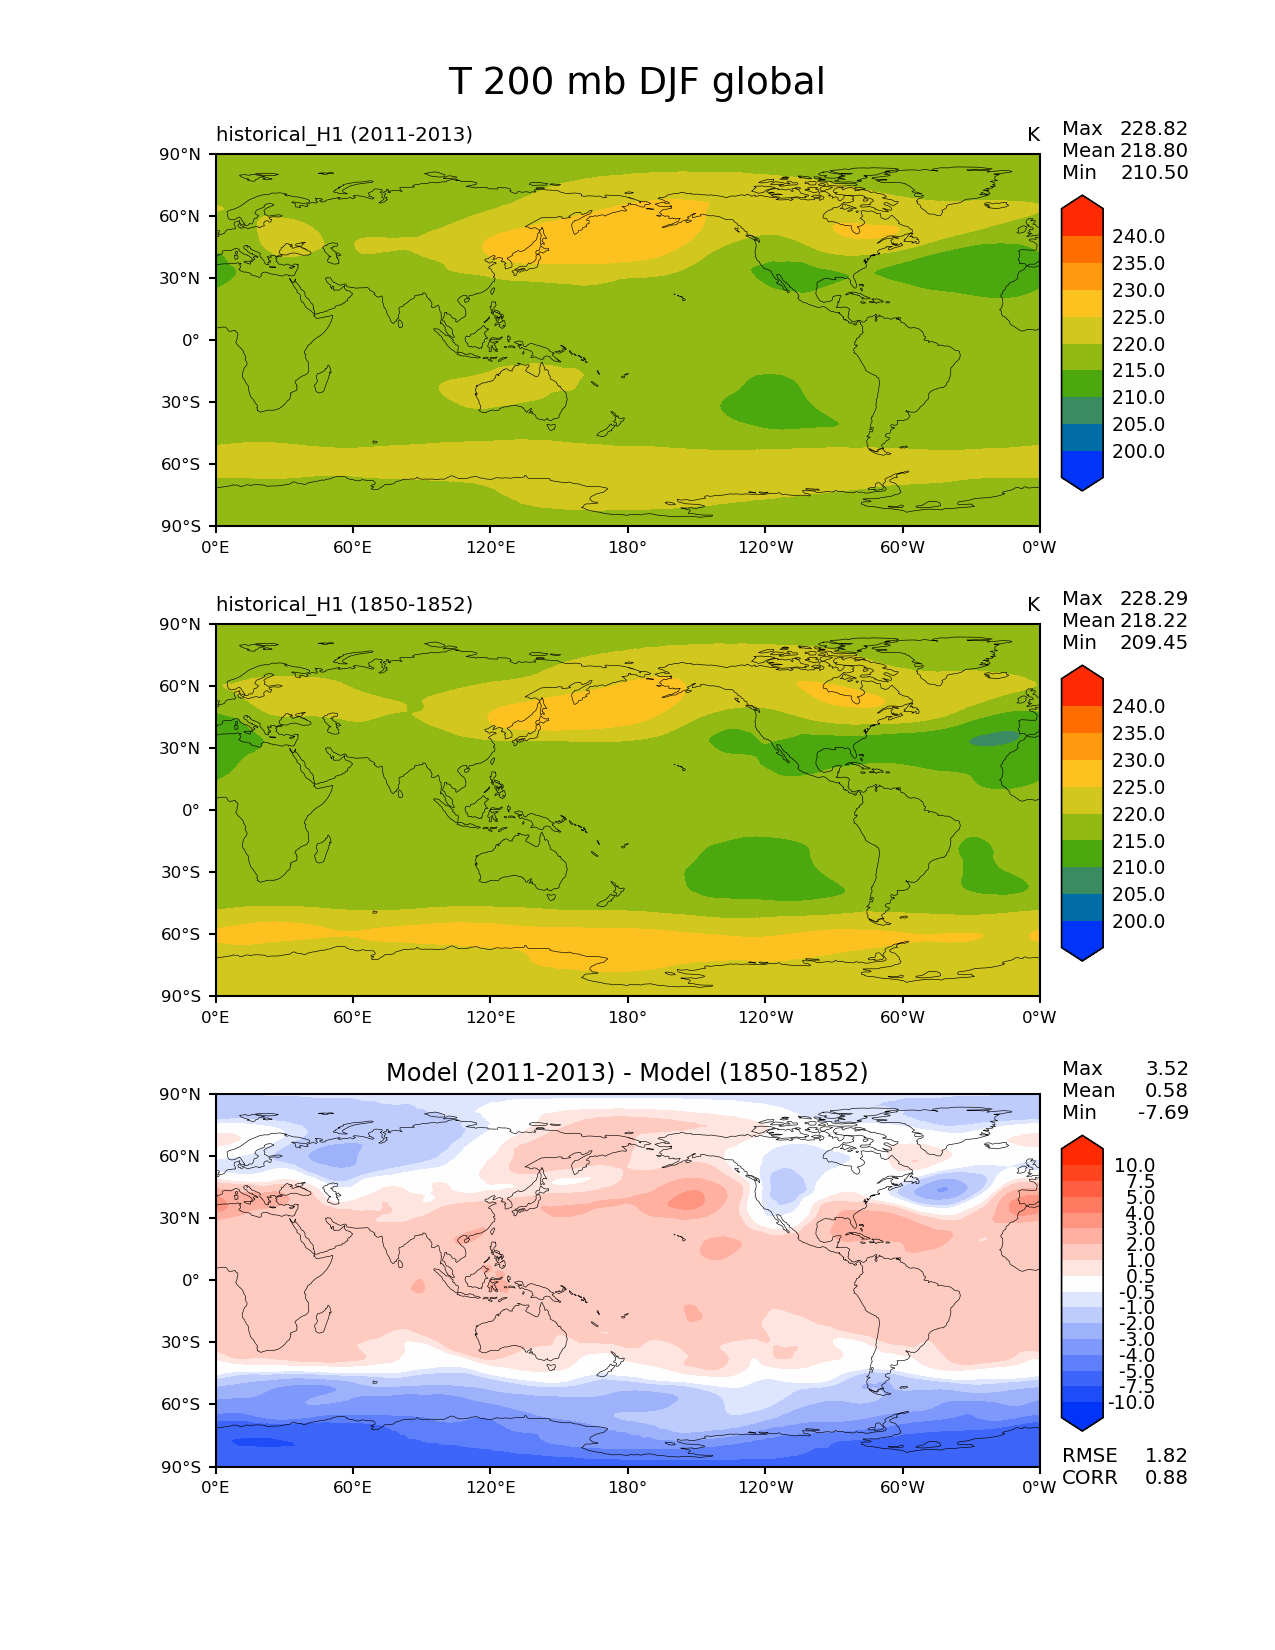 T 200 mb DJF global
historical_H1 (2011-2013) K
Max 228.82
Mean 218.80
Min 210.50
90°N
60°N
30°N
0°
30°S
60°S
90°S
0°E 60°E 120°E 180° 120°W 60°W 0°W
240.0
235.0
230.0
225.0
220.0
215.0
210.0
205.0
200.0
historical_H1 (1850-1852) K
Max 228.29
Mean 218.22
Min 209.45
90°N
60°N
30°N
0°
30°S
60°S
90°S
0°E 60°E 120°E 180° 120°W 60°W 0°W
240.0
235.0
230.0
225.0
220.0
215.0
210.0
205.0
200.0
Model (2011-2013) - Model (1850-1852)
Max 3.52
Mean 0.58
Min -7.69
90°N
60°N
30°N
0°
30°S
60°S
90°S
0°E 60°E 120°E 180° 120°W 60°W 0°W
10.0
7.5
5.0
4.0
3.0
2.0
1.0
0.5
-0.5
-1.0
-2.0
-3.0
-4.0
-5.0
-7.5
-10.0
RMSE 1.82
CORR 0.88